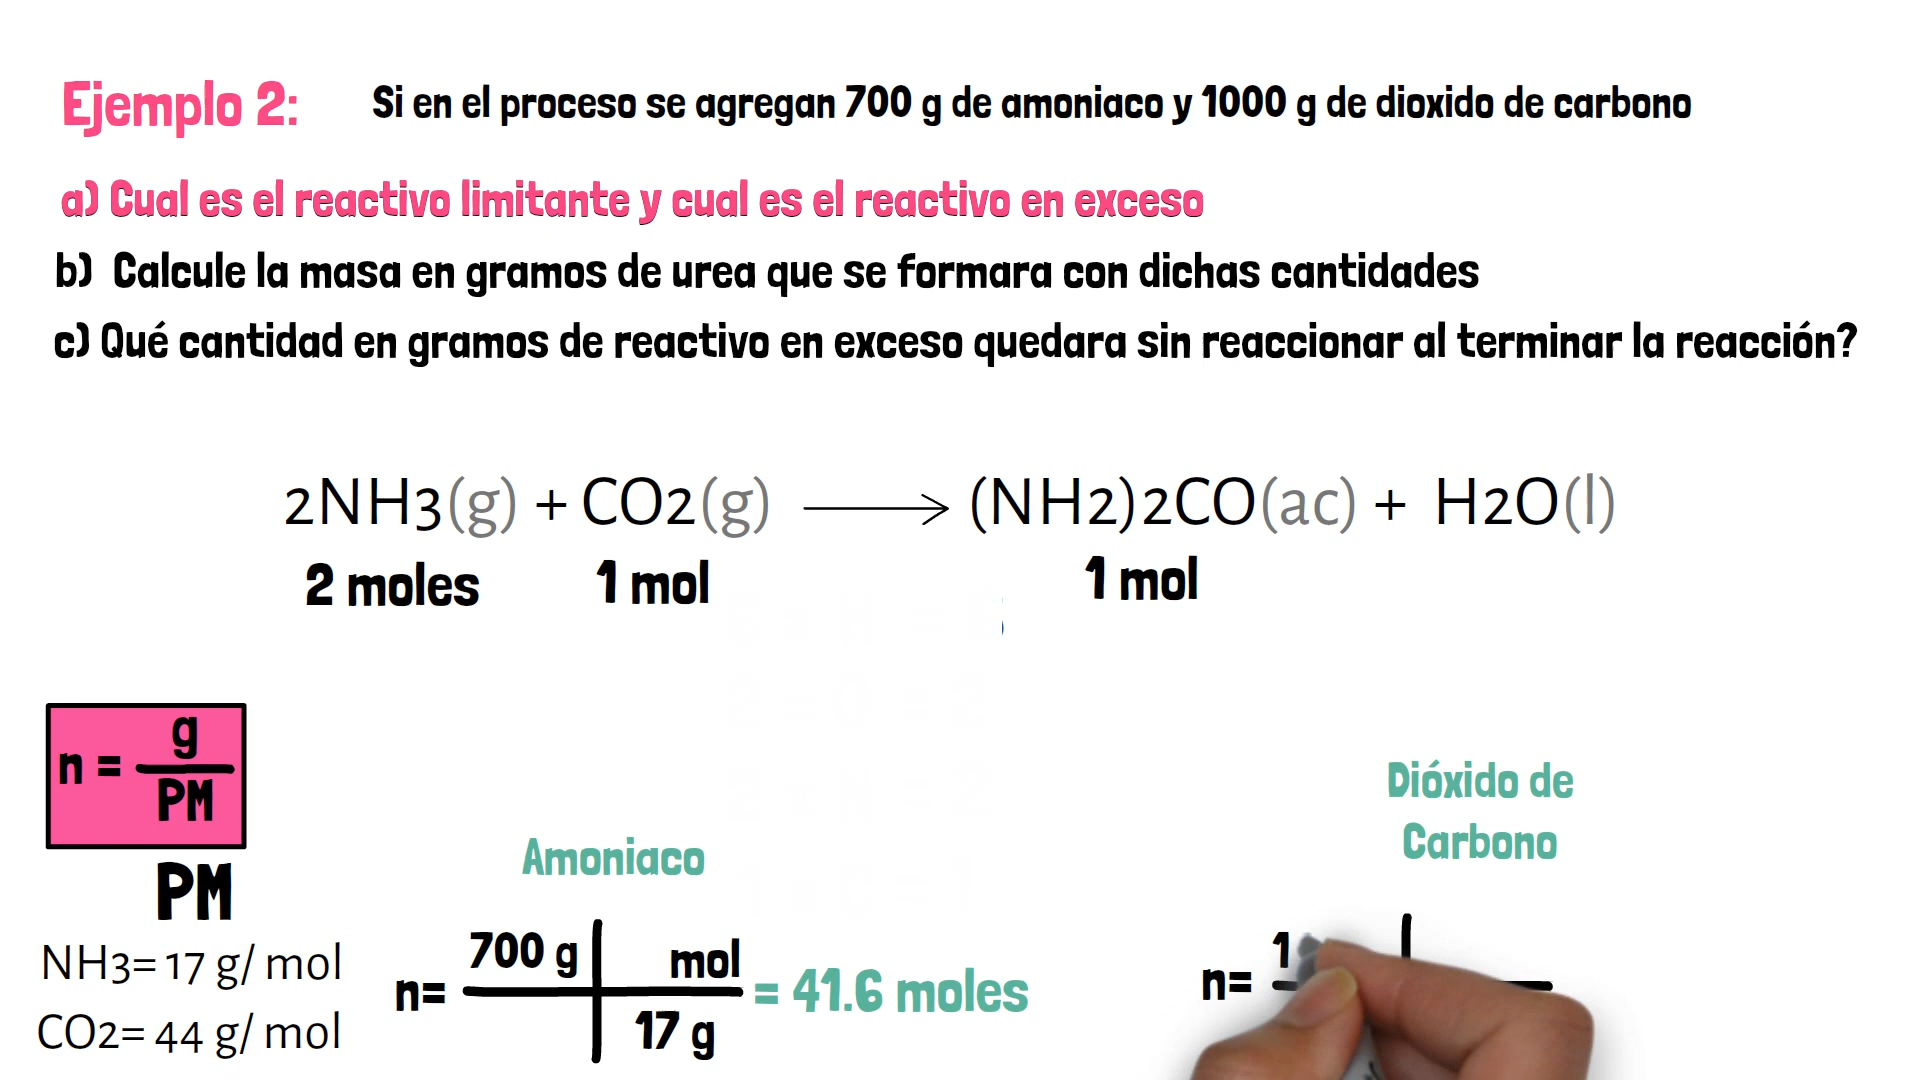 Ejemplo 2: Si en el proceso se agregan 700 g de amoniaco y 1000 g de dioxido de carbono
a) Cual es el reactivo limitante y cual es el reactivo en exceso
b) Calcule la masa en gramos de urea que se formara con dichas cantidades
c) Qué cantidad en gramos de reactivo en exceso quedara sin reaccionar al terminar la reacción?
2NH3(g) + CO2(g) ⟶ (NH2)2CO(ac) + H2O(l)
2 moles 1 mol 1 mol
n = g
PM
PM
NH3= 17 g/ mol
CO2= 44 g/ mol
Amoniaco
n= 700 g mol = 41.6 moles
17 g
Dióxido de
Carbono
n= 1